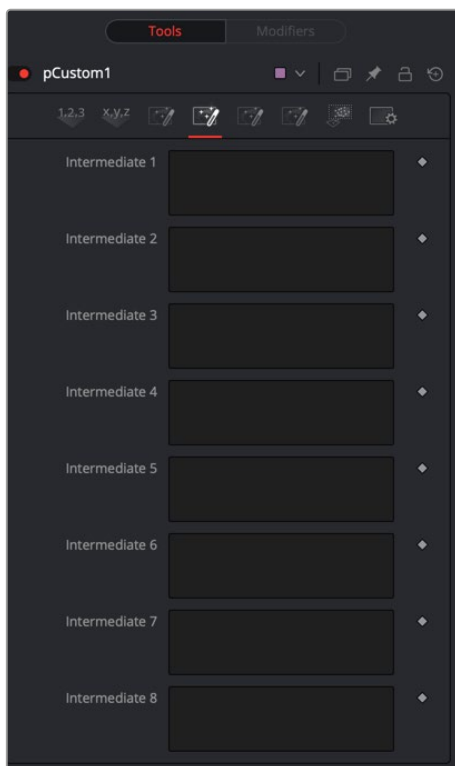 Tools Modifiers
pCustom1
1,2,3 x,y,z
Intermediate 1
Intermediate 2
Intermediate 3
Intermediate 4
Intermediate 5
Intermediate 6
Intermediate 7
Intermediate 8